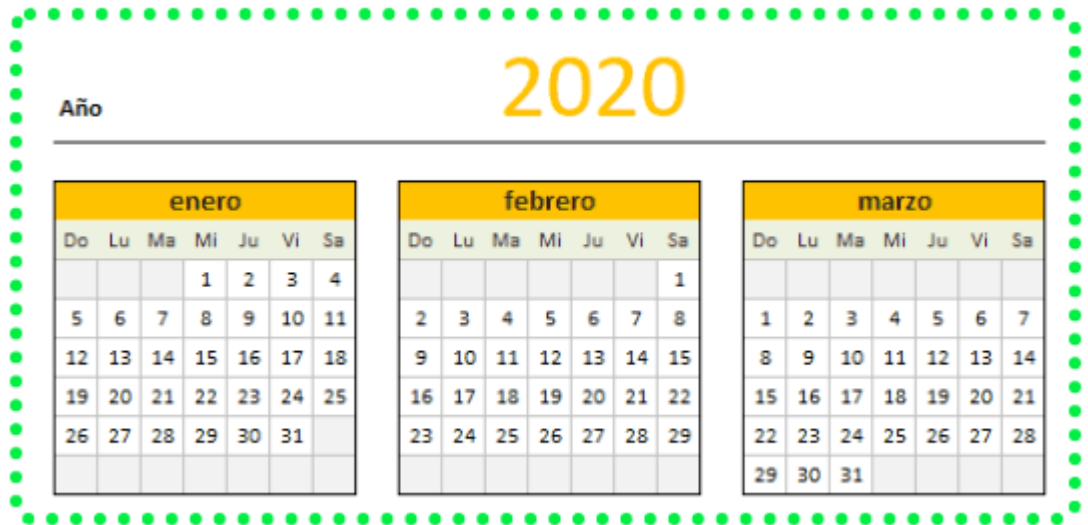 2020
Año
enero febrero marzo
Do Lu Ma Mi Ju Vi Sa Do Lu Ma Mi Ju Vi Sa Do Lu Ma Mi Ju Vi Sa
1 2 3 4 1
5 6 7 8 9 10 11 2 3 4 5 6 7 8 1 2 3 4 5 6 7
12 13 14 15 16 17 18 9 10 11 12 13 14 15 8 9 10 11 12 13 14
19 20 21 22 23 24 25 16 17 18 19 20 21 22 15 16 17 18 19 20 21
26 27 28 29 30 31 23 24 25 26 27 28 29 22 23 24 25 26 27 28
29 30 31